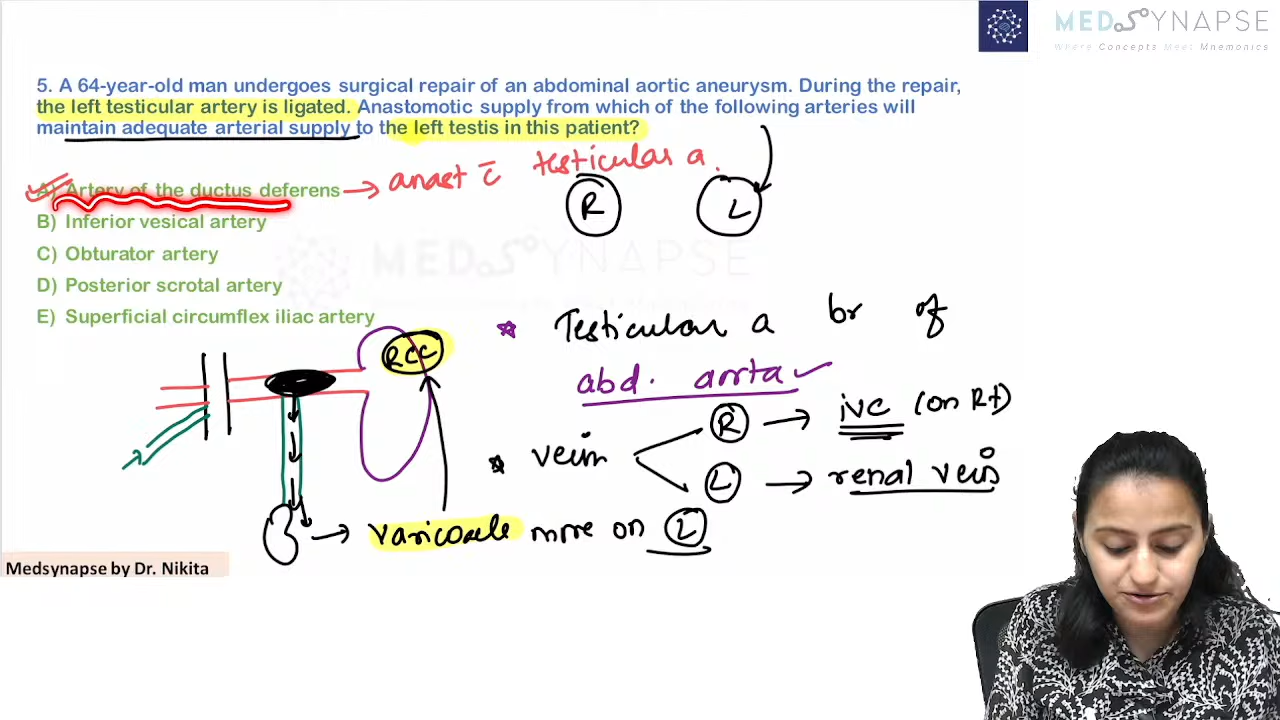 MEDSYNAPSE
Where Concepts Meet Mnemonics
5. A 64-year-old man undergoes surgical repair of an abdominal aortic aneurysm. During the repair,
the left testicular artery is ligated. Anastomotic supply from which of the following arteries will
maintain adequate arterial supply to the left testis in this patient?
A) Artery of the ductus deferens → anast c̄ testicular a.
R L
B) Inferior vesical artery
C) Obturator artery
MEDSYNAPSE
D) Posterior scrotal artery
E) Superficial circumflex iliac artery
RCC
* Testicular a br of
abd. aorta
R → IVC (on Rt)
* vein
L → renal vein
→ varicocele more on L
Medsynapse by Dr. Nikita